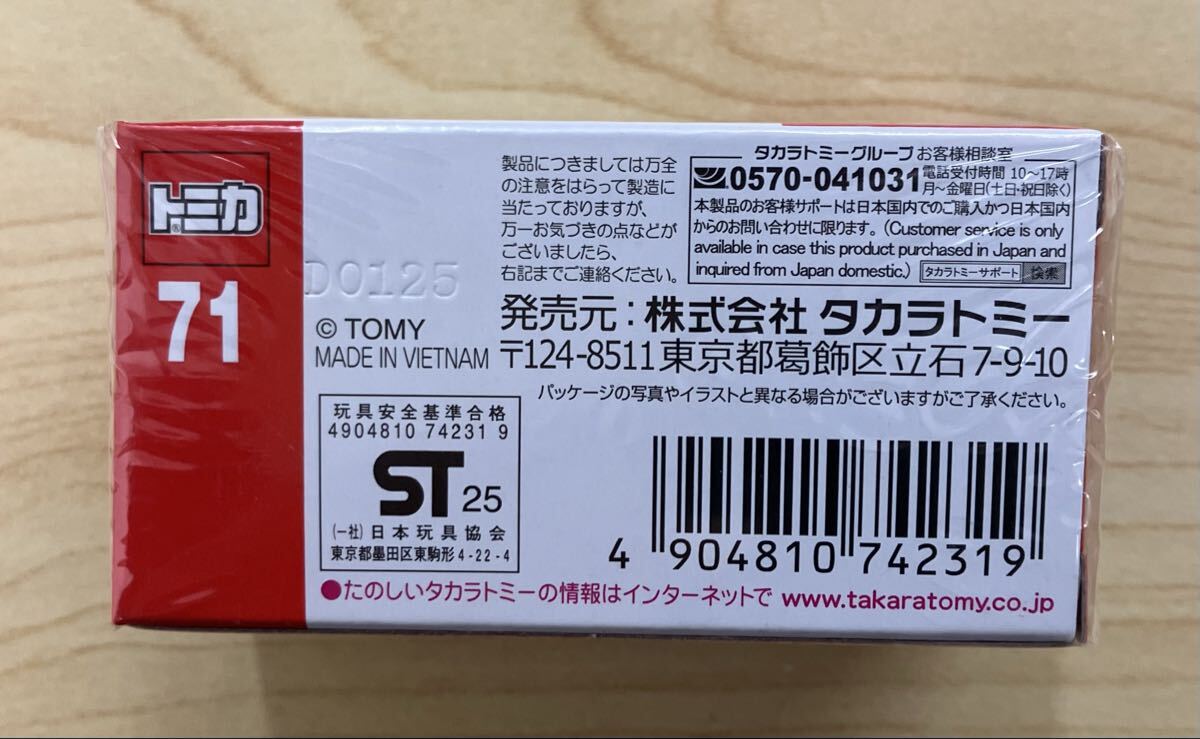 トミカ®
71
D0125
© TOMY
MADE IN VIETNAM
製品につきましては万全
の注意をはらって製造に
当たっておりますが、
万一お気づきの点などが
ございましたら、
右記までご連絡ください。
タカラトミーグループ お客様相談室
0570-041031 電話受付時間 10〜17時
月〜金曜日(土日・祝日除く)
本製品のお客様サポートは日本国内でのご購入かつ日本国内
からのお問い合わせに限ります。(Customer service is only
available in case this product purchased in Japan and
inquired from Japan domestic.) タカラトミーサポート 検索
発売元：株式会社 タカラトミー
〒124-8511 東京都葛飾区立石7-9-10
パッケージの写真やイラストと異なる場合がございますがご了承ください。
玩具安全基準合格
4904810 74231 9
ST 25
(一社)日本玩具協会
東京都墨田区東駒形4-22-4
4 904810 742319
●たのしいタカラトミーの情報はインターネットで www.takaratomy.co.jp